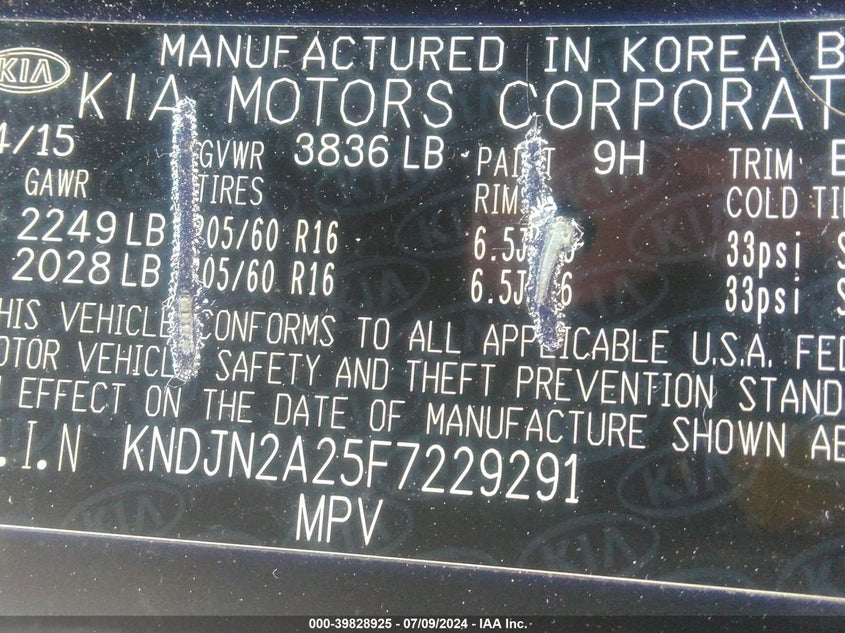 MANUFACTURED IN KOREA B
KIA
KIA MOTORS CORPORAT
4/15 GVWR 3836 LB PAINT 9H TRIM E
GAWR TIRES RIM COLD TI
2249 LB 205/60 R16 6.5J 33psi S
2028 LB 205/60 R16 6.5J 6 33psi S
HIS VEHICLE CONFORMS TO ALL APPLICABLE U.S.A. FED
OTOR VEHICLE SAFETY AND THEFT PREVENTION STAND
N EFFECT ON THE DATE OF MANUFACTURE SHOWN AB
.I.N KNDJN2A25F7229291
MPV
000-39828925 - 07/09/2024 - IAA Inc.